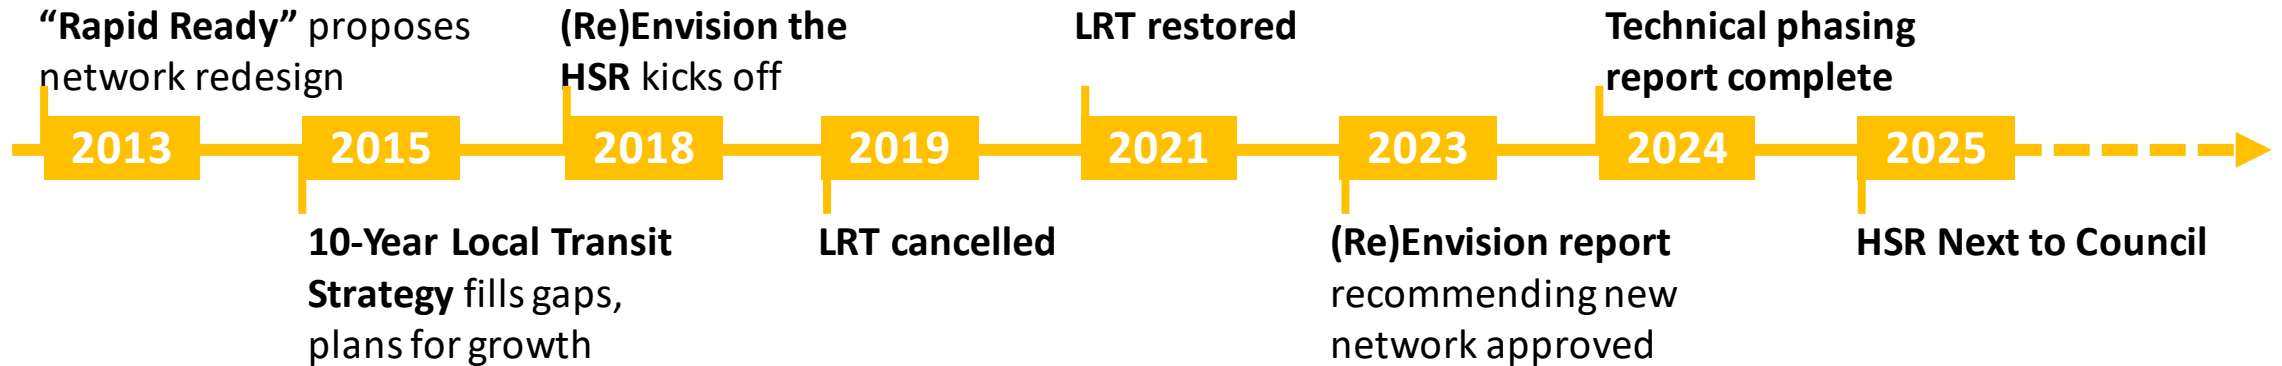 “Rapid Ready” proposes
network redesign
(Re)Envision the
HSR kicks off
LRT restored
Technical phasing
report complete
2013
2015
2018
2019
2021
2023
2024
2025
10-Year Local Transit
Strategy fills gaps,
plans for growth
LRT cancelled
(Re)Envision report
recommending new
network approved
HSR Next to Council